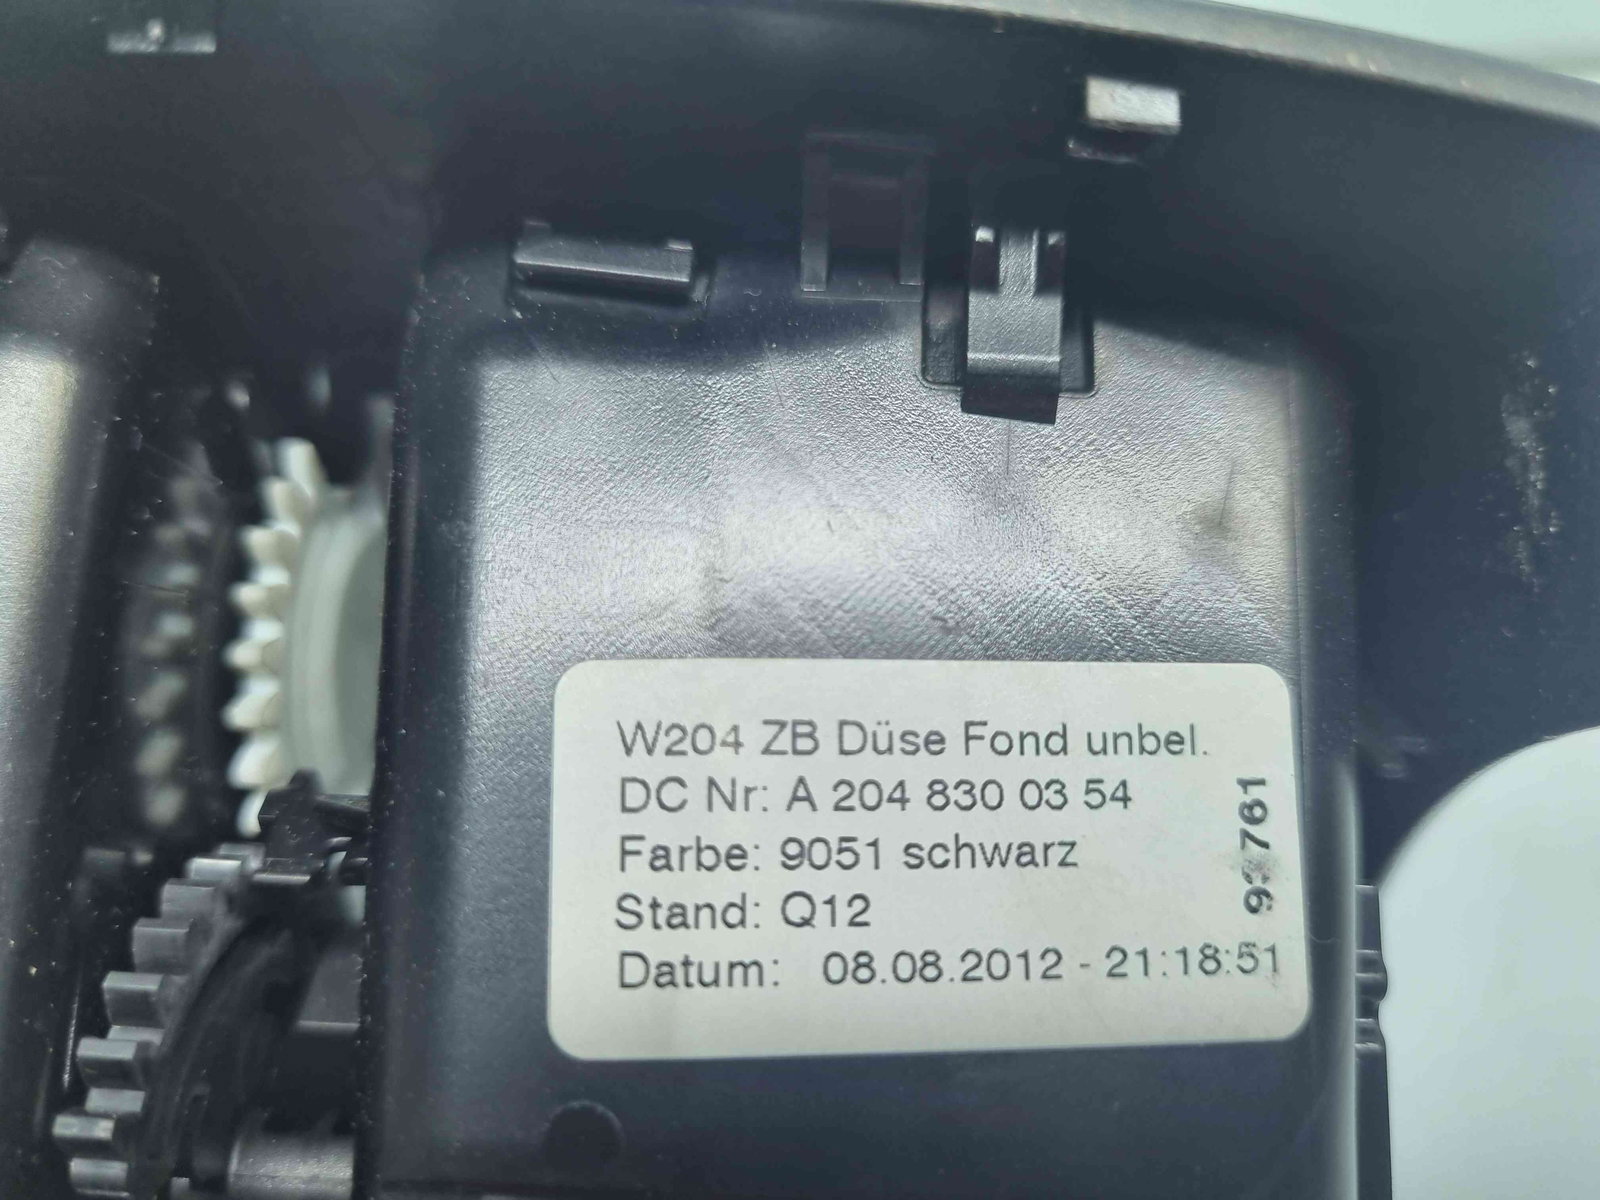 W204 ZB Düse Fond unbel.
DC Nr: A 204 830 03 54
Farbe: 9051 schwarz
Stand: Q12
Datum: 08.08.2012 - 21:18:51